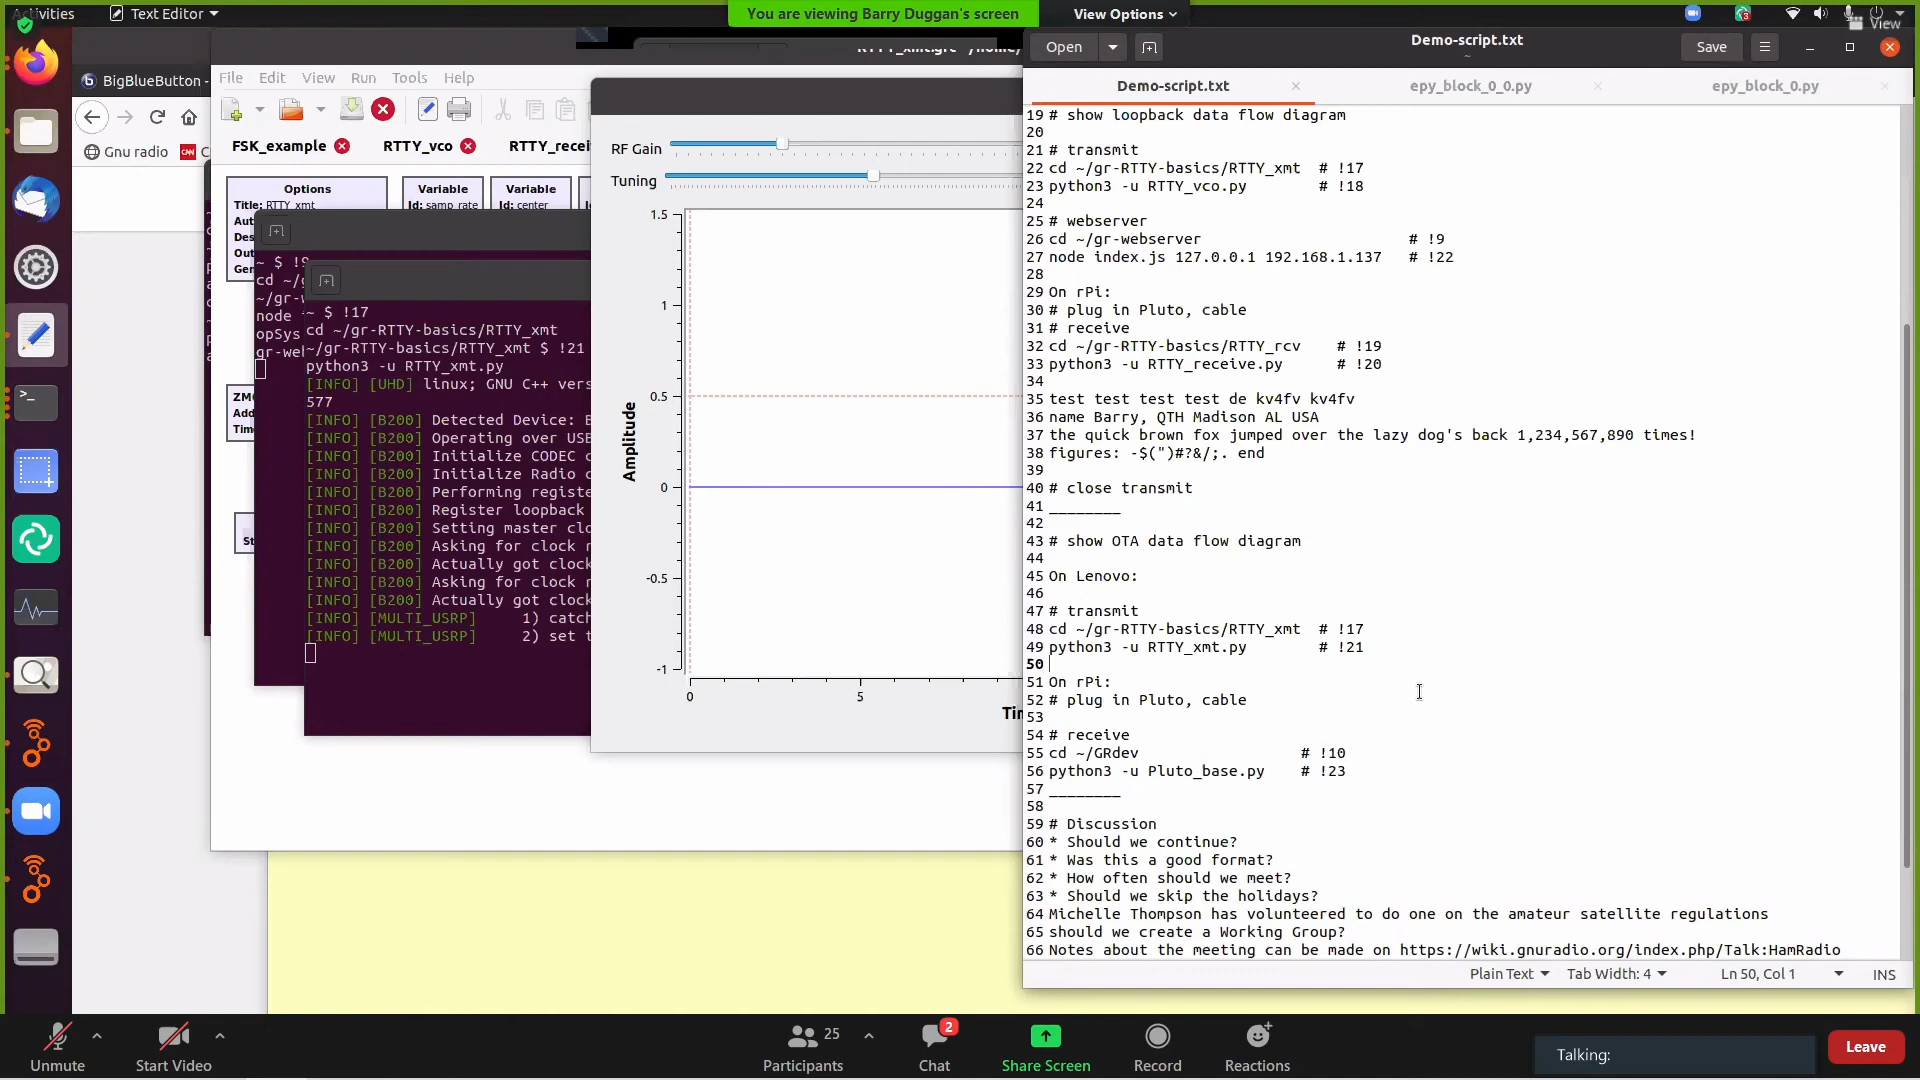 Activities
Text Editor
You are viewing Barry Duggan's screen
View Options
View
BigBlueButton -
Gnu radio
CNN
File Edit View Run Tools Help
FSK_example
RTTY_vco
Options
Title: RTTY_xmt
Variable
Id: samp_rate
Variable
Id: center
~ $ !9
~ $ !17
cd ~/gr-RTTY-basics/RTTY_xmt
~/gr-RTTY-basics/RTTY_xmt $ !21
python3 -u RTTY_xmt.py
[INFO] [UHD] linux; GNU C++ vers
577
[INFO] [B200] Detected Device: B
[INFO] [B200] Operating over USB
[INFO] [B200] Initialize CODEC c
[INFO] [B200] Initialize Radio c
[INFO] [B200] Performing registe
[INFO] [B200] Register loopback
[INFO] [B200] Setting master clo
[INFO] [B200] Asking for clock r
[INFO] [B200] Actually got clock
[INFO] [B200] Asking for clock r
[INFO] [B200] Actually got clock
[INFO] [MULTI_USRP] 1) catch
[INFO] [MULTI_USRP] 2) set t
RF Gain
Tuning
Amplitude
1.5
1
0.5
0
-0.5
-1
0
5
Open
Demo-script.txt
~
Save
Demo-script.txt
epy_block_0_0.py
epy_block_0.py
19 # show loopback data flow diagram
20
21 # transmit
22 cd ~/gr-RTTY-basics/RTTY_xmt # !17
23 python3 -u RTTY_vco.py # !18
24
25 # webserver
26 cd ~/gr-webserver # !9
27 node index.js 127.0.0.1 192.168.1.137 # !22
28
29 On rPi:
30 # plug in Pluto, cable
31 # receive
32 cd ~/gr-RTTY-basics/RTTY_rcv # !19
33 python3 -u RTTY_receive.py # !20
34
35 test test test test de kv4fv kv4fv
36 name Barry, QTH Madison AL USA
37 the quick brown fox jumped over the lazy dog's back 1,234,567,890 times!
38 figures: -$(")#?&/;. end
39
40 # close transmit
41 ________
42
43 # show OTA data flow diagram
44
45 On Lenovo:
46
47 # transmit
48 cd ~/gr-RTTY-basics/RTTY_xmt # !17
49 python3 -u RTTY_xmt.py # !21
50
51 On rPi:
52 # plug in Pluto, cable
53
54 # receive
55 cd ~/GRdev # !10
56 python3 -u Pluto_base.py # !23
57 ________
58
59 # Discussion
60 * Should we continue?
61 * Was this a good format?
62 * How often should we meet?
63 * Should we skip the holidays?
64 Michelle Thompson has volunteered to do one on the amateur satellite regulations
65 should we create a Working Group?
66 Notes about the meeting can be made on https://wiki.gnuradio.org/index.php/Talk:HamRadio
Plain Text
Tab Width: 4
Ln 50, Col 1
INS
Unmute
Start Video
Participants
25
Chat
2
Share Screen
Record
Reactions
Talking:
Leave